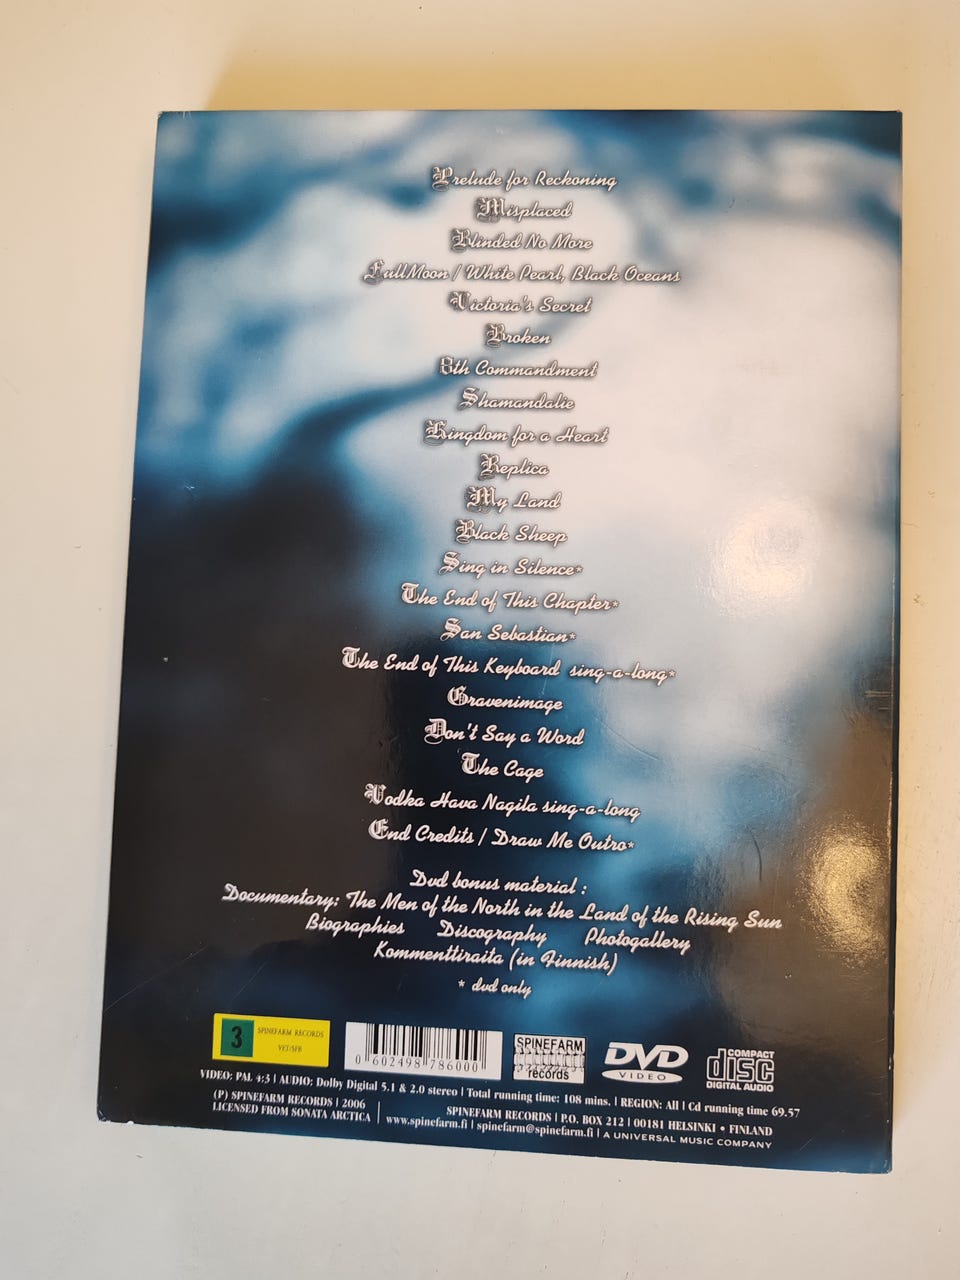 Prelude for Reckoning
Misplaced
Blinded No More
FullMoon / White Pearl, Black Oceans
Victoria's Secret
Broken
8th Commandment
Shamandalie
Kingdom for a Heart
Replica
My Land
Black Sheep
Sing in Silence*
The End of This Chapter*
San Sebastian*
The End of This Keyboard sing-a-long*
Gravenimage
Don't Say a Word
The Cage
Vodka Hava Nagila sing-a-long
End Credits / Draw Me Outro*
Dvd bonus material :
Documentary: The Men of the North in the Land of the Rising Sun
Biographies Discography Photogallery
Kommenttiraita (in Finnish)
* dvd only
3 SPINEFARM RECORDS
VET/SFB
0 602498 786000
SPINEFARM
records
DVD
VIDEO
COMPACT
disc
DIGITAL AUDIO
VIDEO: PAL 4:3 | AUDIO: Dolby Digital 5.1 & 2.0 stereo | Total running time: 108 mins. | REGION: All | Cd running time 69.57
(P) SPINEFARM RECORDS | 2006
LICENSED FROM SONATA ARCTICA
SPINEFARM RECORDS | P.O. BOX 212 | 00181 HELSINKI • FINLAND
www.spinefarm.fi | spinefarm@spinefarm.fi | A UNIVERSAL MUSIC COMPANY